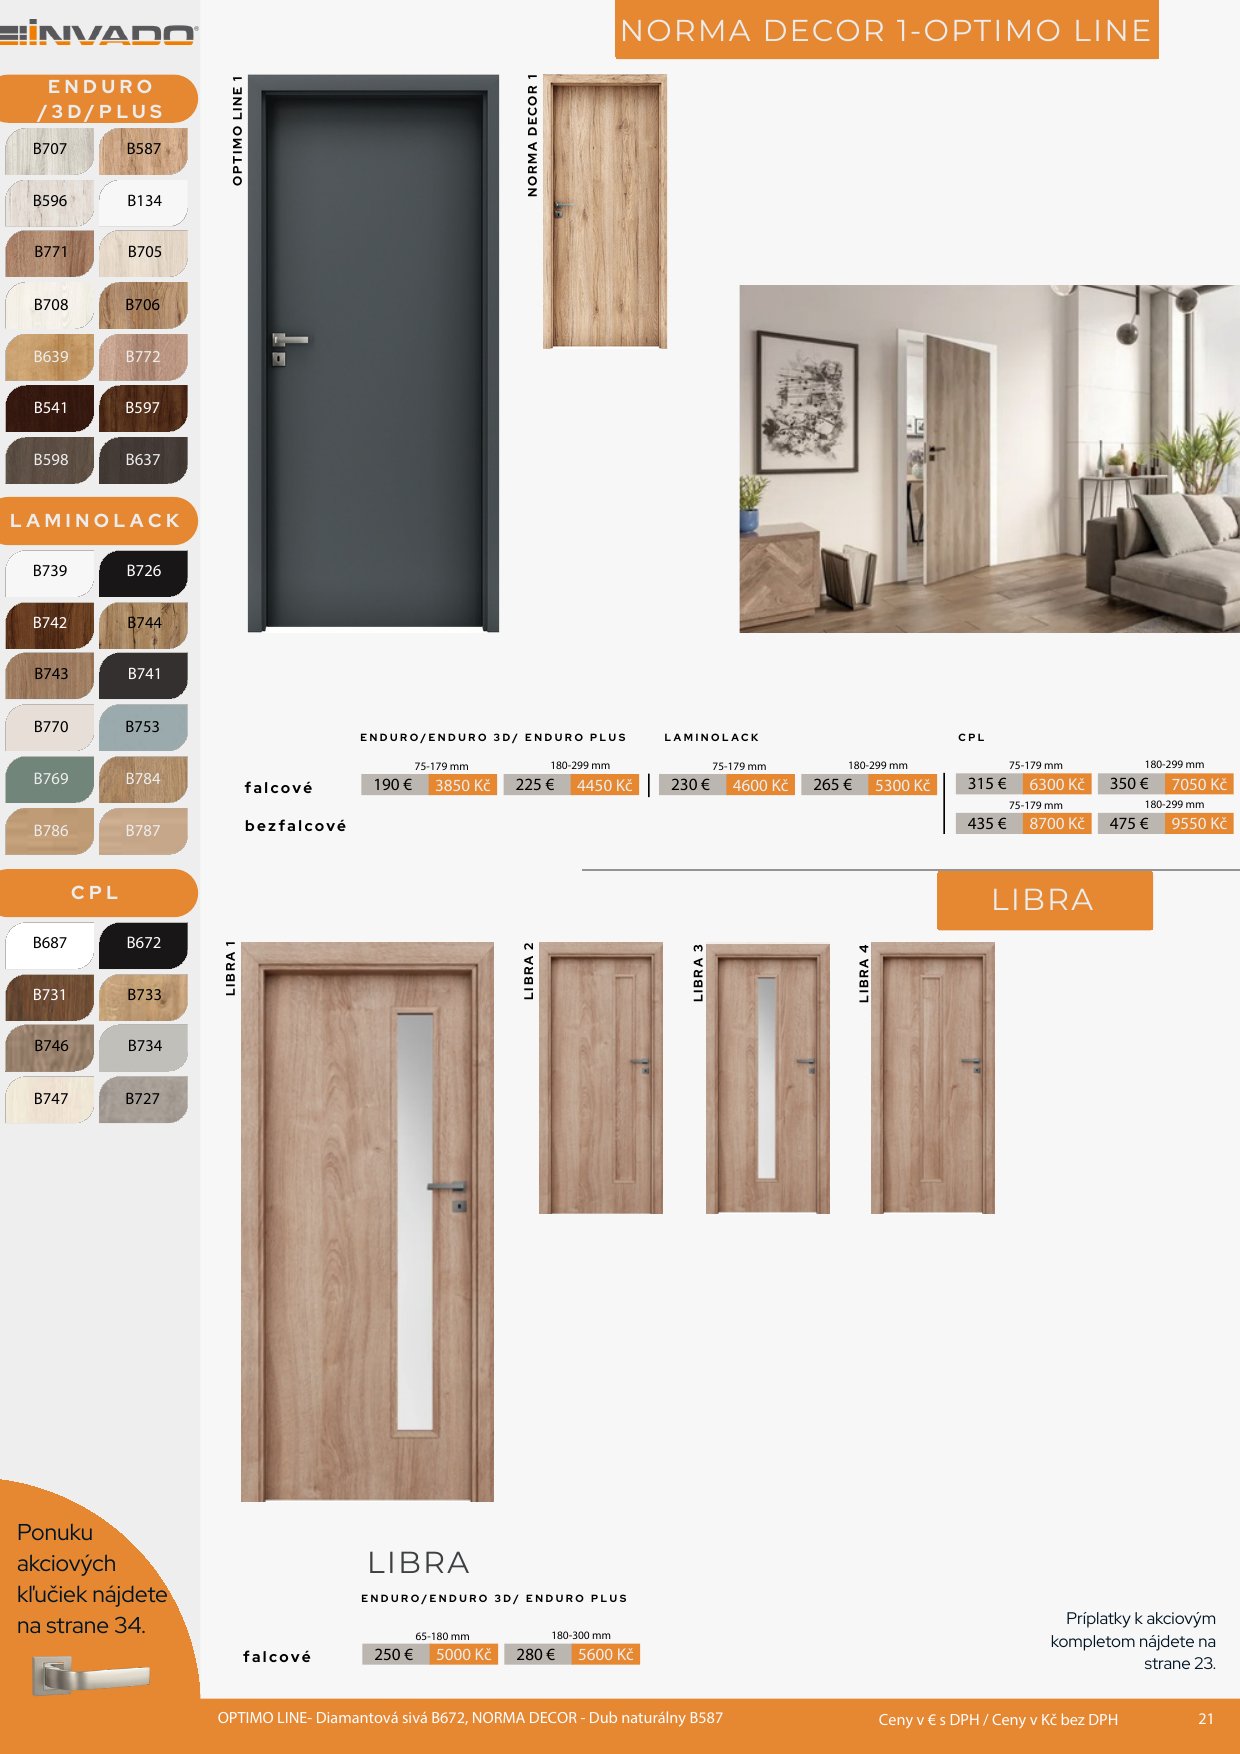 INVADO
NORMA DECOR 1-OPTIMO LINE
ENDURO
/3D/PLUS
B707 B587
B596 B134
B771 B705
B708 B706
B639 B772
B541 B597
B598 B637
LAMINOLACK
B739 B726
B742 B744
B743 B741
B770 B753
B769 B784
B786 B787
CPL
B687 B672
B731 B733
B746 B734
B747 B727
Ponuku
akciových
kľučiek nájdete
na strane 34.
OPTIMO LINE 1
NORMA DECOR 1
ENDURO/ENDURO 3D/ ENDURO PLUS LAMINOLACK CPL
75-179 mm 180-299 mm 75-179 mm 180-299 mm 75-179 mm 180-299 mm
falcové 190 € 3850 Kč 225 € 4450 Kč 230 € 4600 Kč 265 € 5300 Kč 315 € 6300 Kč 350 € 7050 Kč
75-179 mm 180-299 mm
bezfalcové 435 € 8700 Kč 475 € 9550 Kč
LIBRA
LIBRA 1
LIBRA 2
LIBRA 3
LIBRA 4
LIBRA
ENDURO/ENDURO 3D/ ENDURO PLUS
65-180 mm 180-300 mm
falcové 250 € 5000 Kč 280 € 5600 Kč
Príplatky k akciovým
kompletom nájdete na
strane 23.
OPTIMO LINE- Diamantová sivá B672, NORMA DECOR - Dub naturálny B587
Ceny v € s DPH / Ceny v Kč bez DPH
21